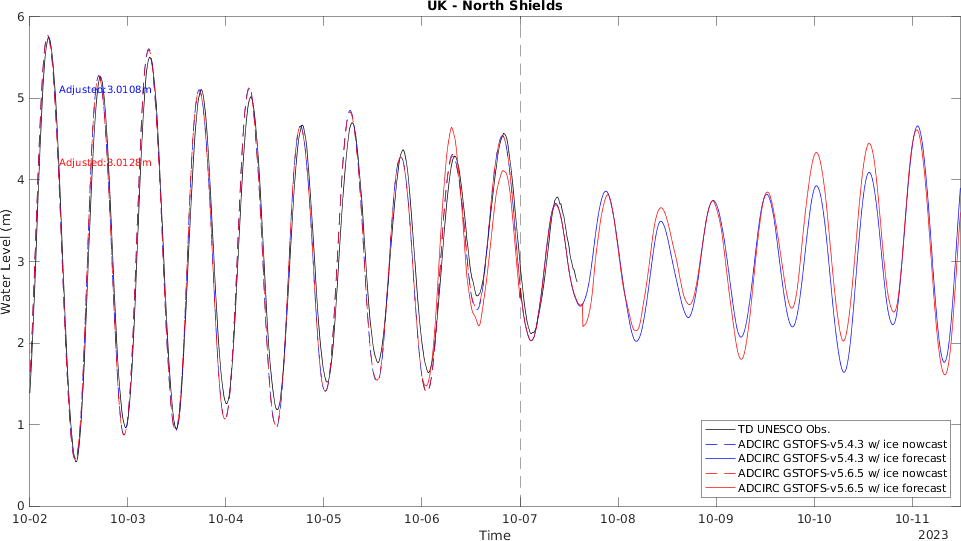 UK - North Shields
6
5
4
3
2
1
0
Adjusted:3.0108m
Adjusted:3.0128m
Water Level (m)
10-02 10-03 10-04 10-05 10-06 10-07 10-08 10-09 10-10 10-11
Time
2023
TD UNESCO Obs.
ADCIRC GSTOFS-v5.4.3 w/ ice nowcast
ADCIRC GSTOFS-v5.4.3 w/ ice forecast
ADCIRC GSTOFS-v5.6.5 w/ ice nowcast
ADCIRC GSTOFS-v5.6.5 w/ ice forecast